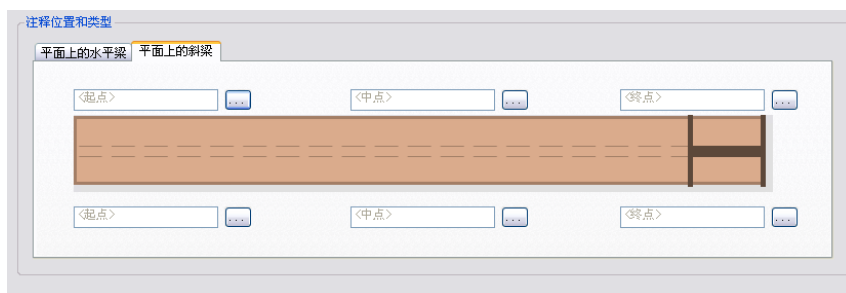 注释位置和类型
平面上的水平梁 平面上的斜梁
<起点> ... <中点> ... <终点> ...
<起点> ... <中点> ... <终点> ...